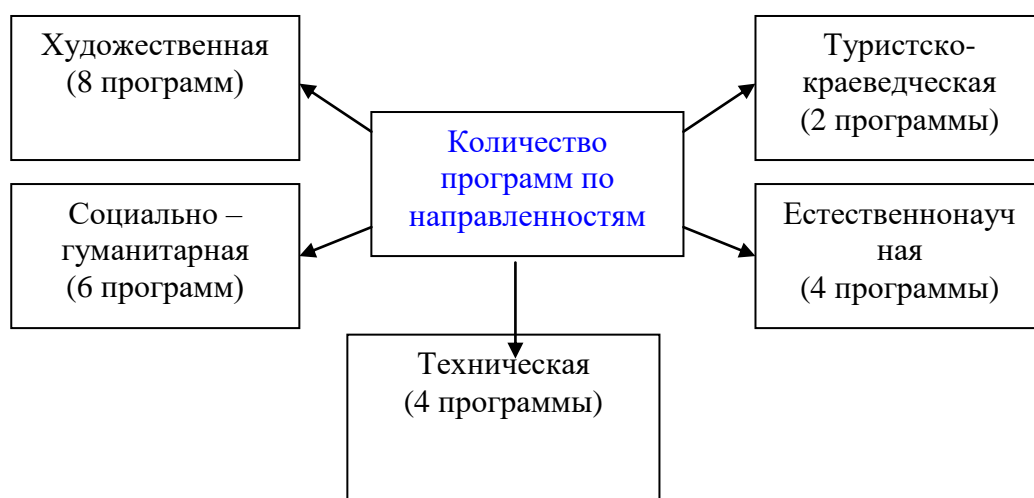 Художественная
(8 программ)
Туристско-
краеведческая
(2 программы)
Количество
программ по
направленностям
Социально –
гуманитарная
(6 программ)
Естественнонауч
ная
(4 программы)
Техническая
(4 программы)